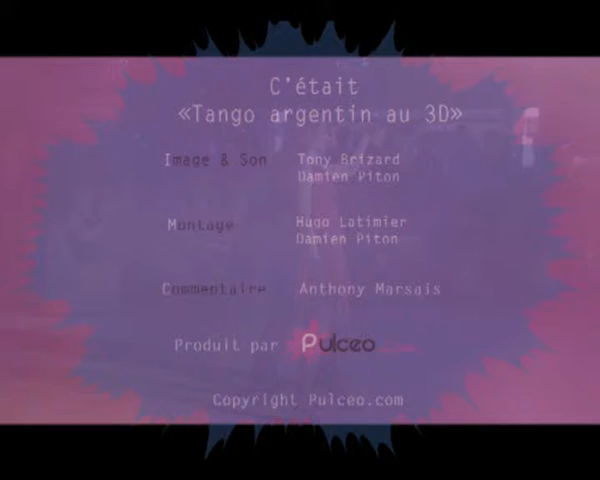 C'était
«Tango argentin au 3D»
Image & Son Tony Brizard
Damien Piton
Montage Hugo Latimier
Damien Piton
Commentaire Anthony Marsais
Produit par Pulceo
Copyright Pulceo.com